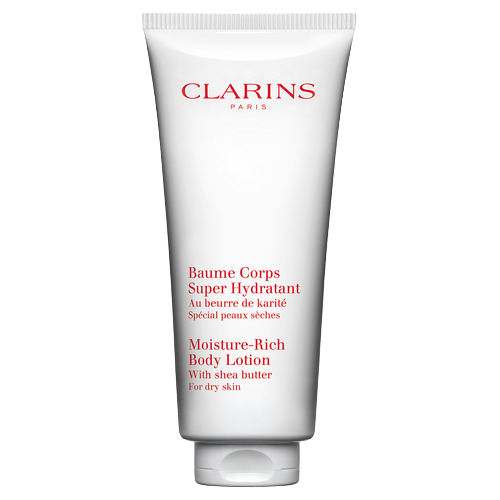 CLARINS
PARIS
Baume Corps
Super Hydratant
Au beurre de karité
Spécial peaux sèches
Moisture-Rich
Body Lotion
With shea butter
For dry skin